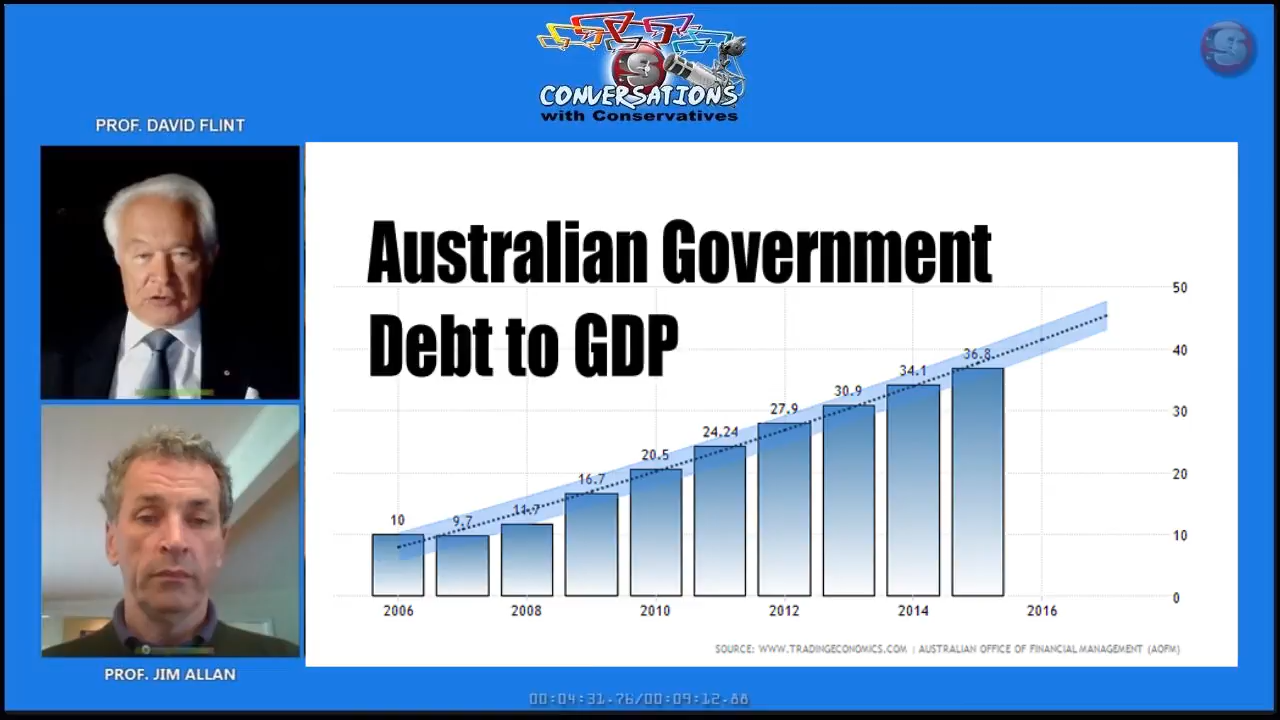 CONVERSATIONS
with Conservatives
S
PROF. DAVID FLINT
PROF. JIM ALLAN
Australian Government
Debt to GDP
50
40
30
20
10
0
10
9.7
11.7
16.7
20.5
24.24
27.9
30.9
34.1
36.8
2006
2008
2010
2012
2014
2016
SOURCE: WWW.TRADINGECONOMICS.COM | AUSTRALIAN OFFICE OF FINANCIAL MANAGEMENT (AOFM)
00:04:31.76/00:09:12.88